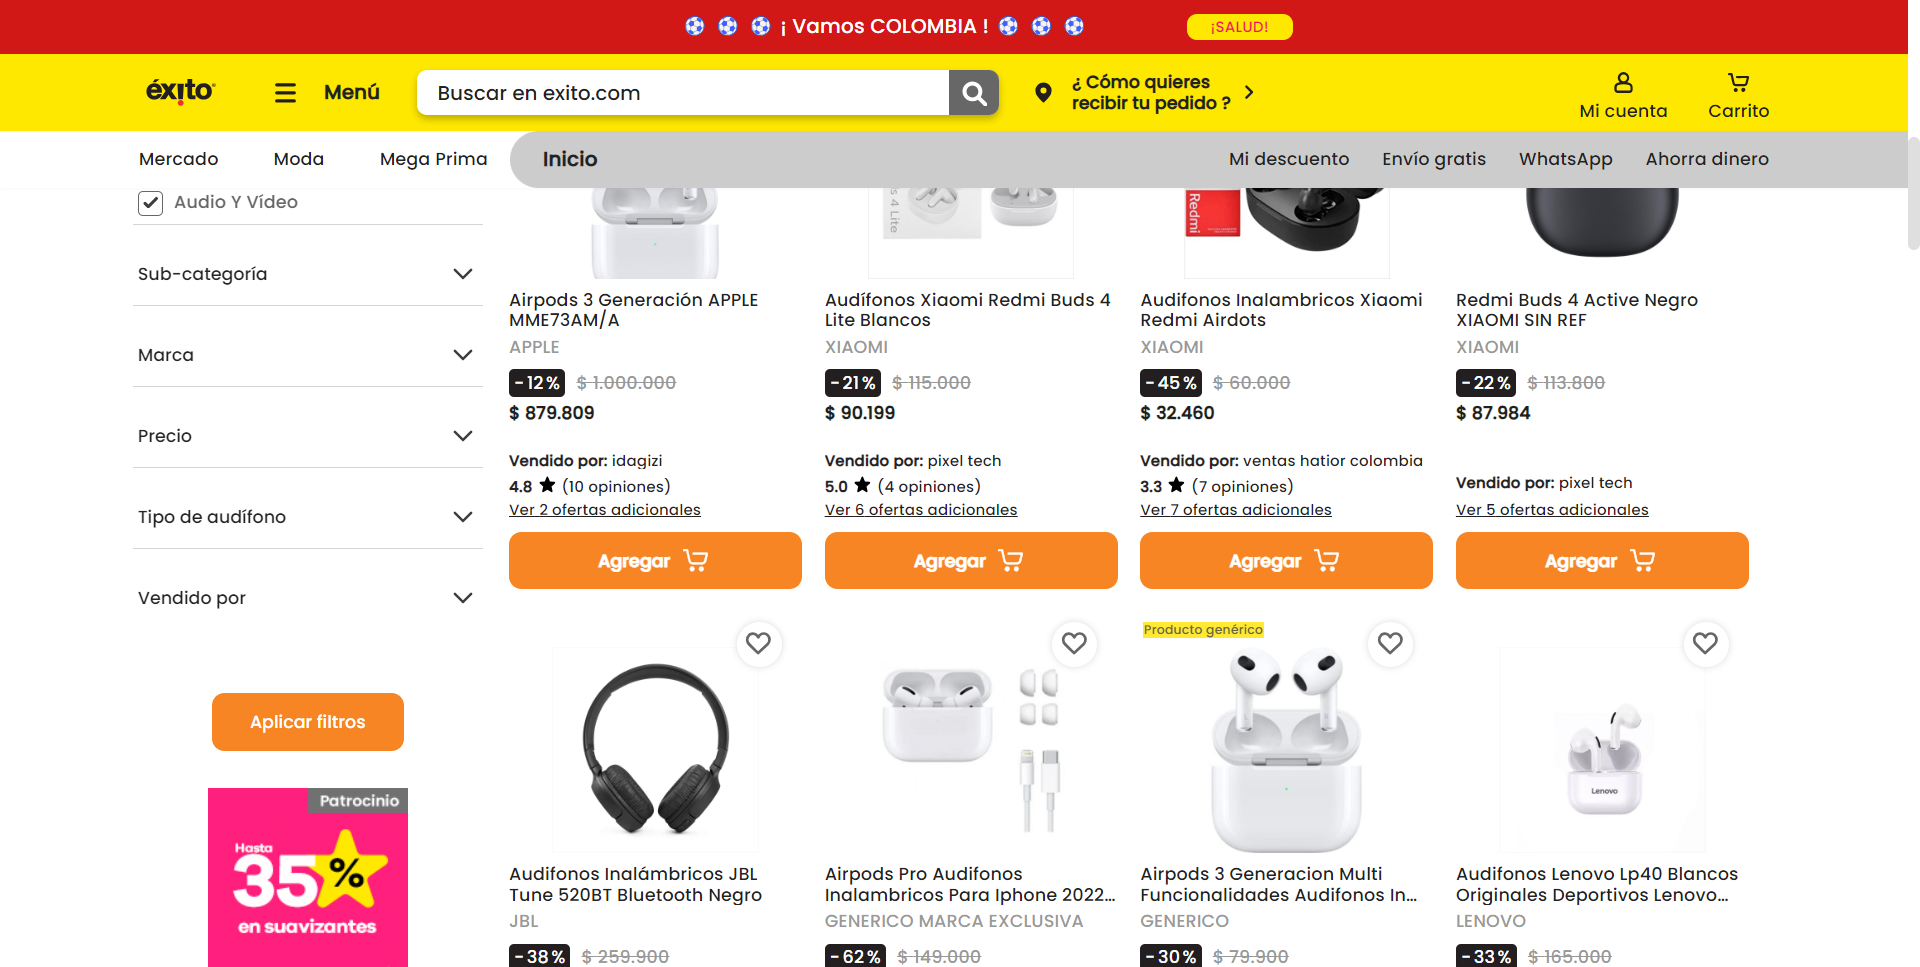 ¡ Vamos COLOMBIA !
¡SALUD!
éxito
Menú
Buscar en exito.com
¿ Cómo quieres
recibir tu pedido ?
Mi cuenta
Carrito
Mercado
Moda
Mega Prima
Inicio
Mi descuento
Envío gratis
WhatsApp
Ahorra dinero
Audio Y Vídeo
Sub-categoría
Marca
Precio
Tipo de audífono
Vendido por
Aplicar filtros
Patrocinio
Hasta
35%
en suavizantes
s 4 Lite
Redmi
Airpods 3 Generación APPLE
MME73AM/A
APPLE
-12% $ 1.000.000
$ 879.809
Vendido por: idagizi
4.8 ★ (10 opiniones)
Ver 2 ofertas adicionales
Agregar
Audífonos Xiaomi Redmi Buds 4
Lite Blancos
XIAOMI
-21% $ 115.000
$ 90.199
Vendido por: pixel tech
5.0 ★ (4 opiniones)
Ver 6 ofertas adicionales
Agregar
Audifonos Inalambricos Xiaomi
Redmi Airdots
XIAOMI
-45% $ 60.000
$ 32.460
Vendido por: ventas hatior colombia
3.3 ★ (7 opiniones)
Ver 7 ofertas adicionales
Agregar
Redmi Buds 4 Active Negro
XIAOMI SIN REF
XIAOMI
-22% $ 113.800
$ 87.984
Vendido por: pixel tech
Ver 5 ofertas adicionales
Agregar
Audifonos Inalámbricos JBL
Tune 520BT Bluetooth Negro
JBL
-38% $ 259.900
Airpods Pro Audifonos
Inalambricos Para Iphone 2022...
GENERICO MARCA EXCLUSIVA
-62% $ 149.000
Producto genérico
Airpods 3 Generacion Multi
Funcionalidades Audifonos In...
GENERICO
-30% $ 79.900
Lenovo
Audifonos Lenovo Lp40 Blancos
Originales Deportivos Lenovo...
LENOVO
-33% $ 165.000